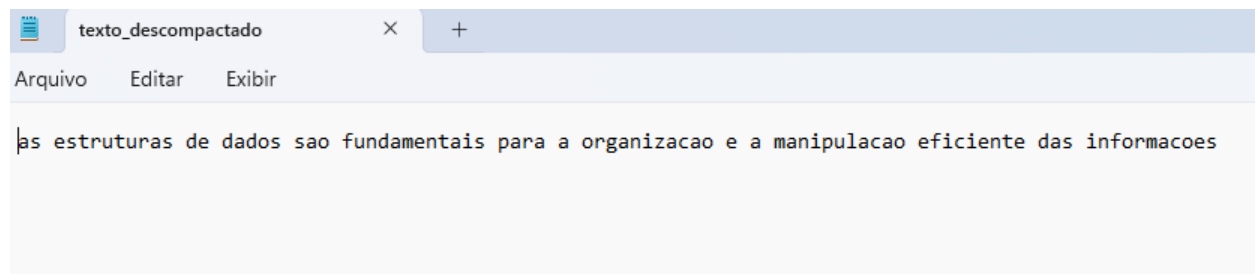 texto_descompactado
Arquivo Editar Exibir
as estruturas de dados sao fundamentais para a organizacao e a manipulacao eficiente das informacoes